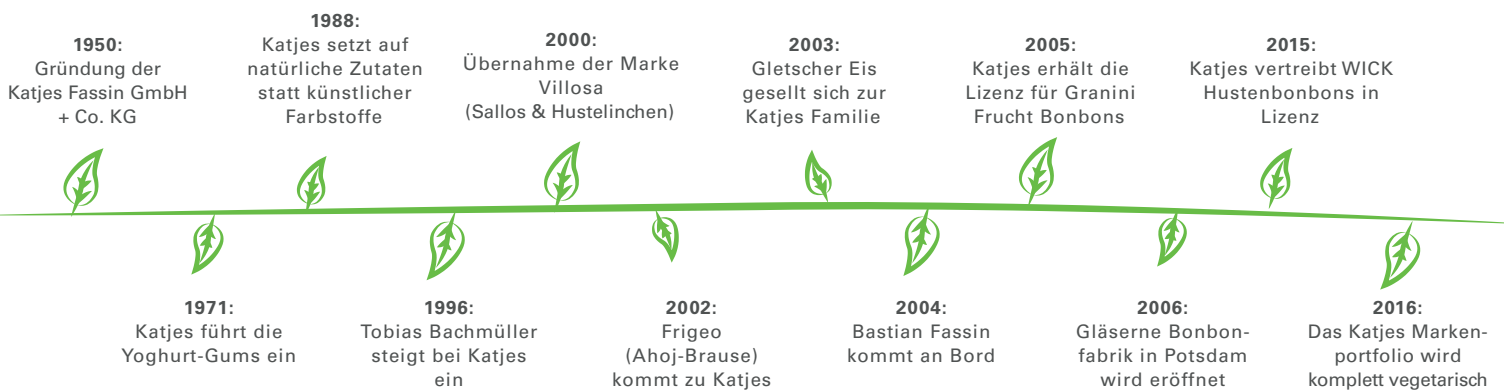 1950:
Gründung der
Katjes Fassin GmbH
+ Co. KG
1971:
Katjes führt die
Yoghurt-Gums ein
1988:
Katjes setzt auf
natürliche Zutaten
statt künstlicher
Farbstoffe
1996:
Tobias Bachmüller
steigt bei Katjes
ein
2000:
Übernahme der Marke
Villosa
(Sallos & Hustelinchen)
2002:
Frigeo
(Ahoj-Brause)
kommt zu Katjes
2003:
Gletscher Eis
gesellt sich zur
Katjes Familie
2004:
Bastian Fassin
kommt an Bord
2005:
Katjes erhält die
Lizenz für Granini
Frucht Bonbons
2006:
Gläserne Bonbon-
fabrik in Potsdam
wird eröffnet
2015:
Katjes vertreibt WICK
Hustenbonbons in
Lizenz
2016:
Das Katjes Marken-
portfolio wird
komplett vegetarisch